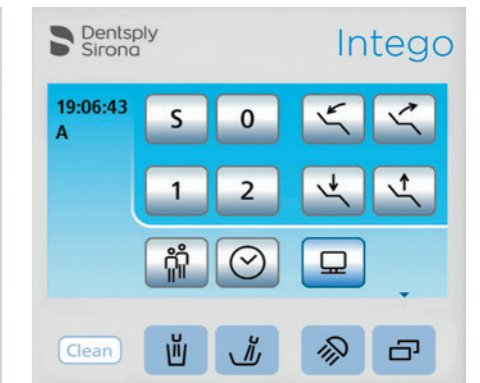 Dentsply
Sirona
Intego
19:06:43
A
S
0
1
2
Clean